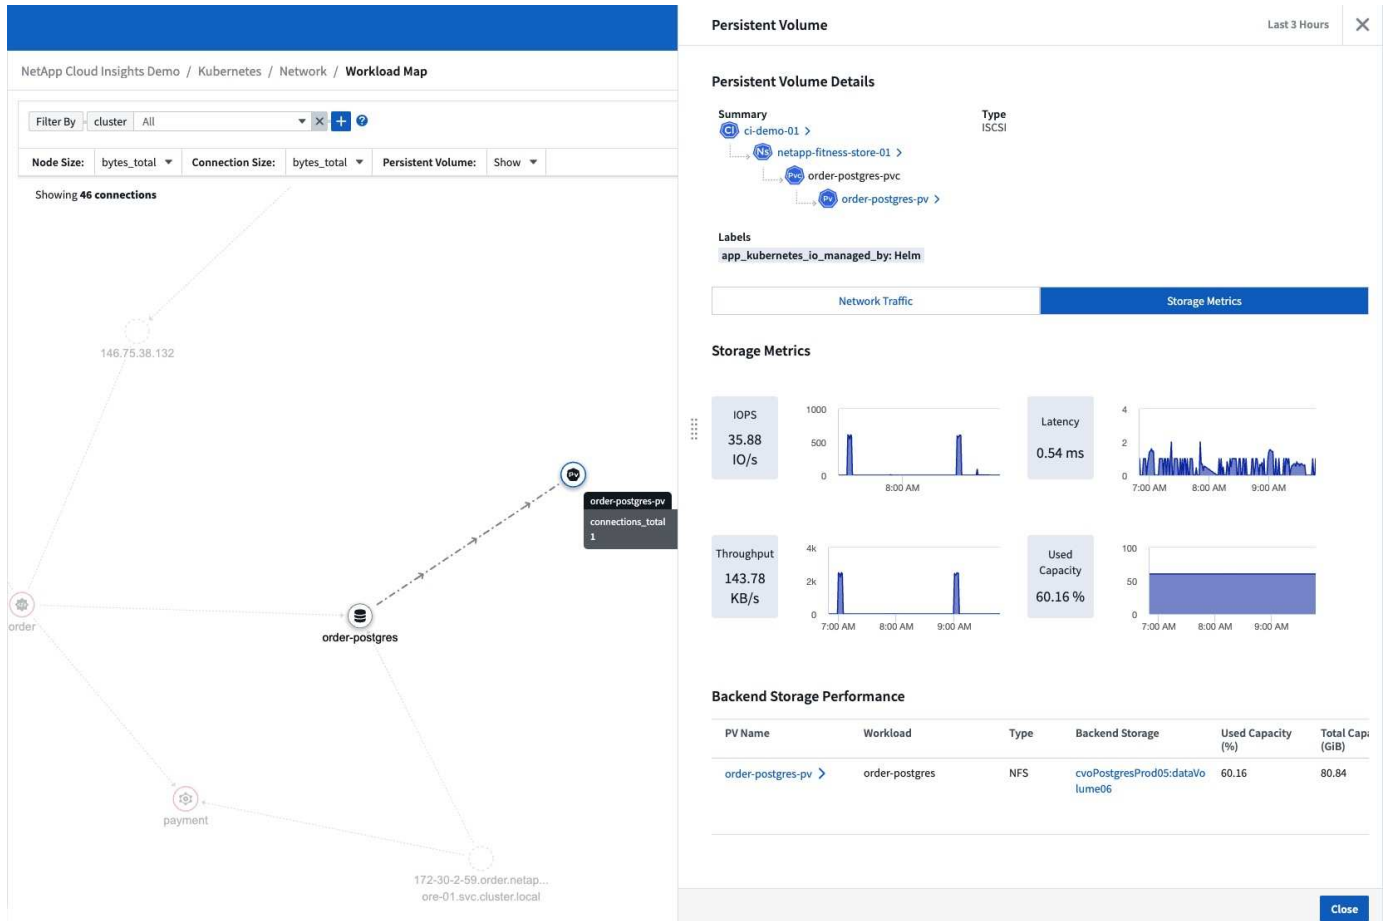 Persistent Volume
Last 3 Hours
NetApp Cloud Insights Demo / Kubernetes / Network / Workload Map
Filter By cluster All
Node Size: bytes_total Connection Size: bytes_total Persistent Volume: Show
Showing 46 connections
146.75.38.132
order-postgres-pv
connections_total
1
order
order-postgres
payment
172-30-2-59.order.netap...
ore-01.svc.cluster.local
Persistent Volume Details
Summary
Type
CI ci-demo-01
ISCSI
Ns netapp-fitness-store-01
Pvc order-postgres-pvc
Pv order-postgres-pv
Labels
app_kubernetes_io_managed_by: Helm
Network Traffic
Storage Metrics
Storage Metrics
IOPS
35.88
IO/s
1000
500
0
8:00 AM
Latency
0.54 ms
4
2
0
7:00 AM 8:00 AM 9:00 AM
Throughput
143.78
KB/s
4k
2k
0
7:00 AM 8:00 AM 9:00 AM
Used
Capacity
60.16 %
100
50
0
7:00 AM 8:00 AM 9:00 AM
Backend Storage Performance
PV Name Workload Type Backend Storage Used Capacity Total Capa
(%) (GiB)
order-postgres-pv order-postgres NFS cvoPostgresProd05:dataVo 60.16 80.84
lume06
Close